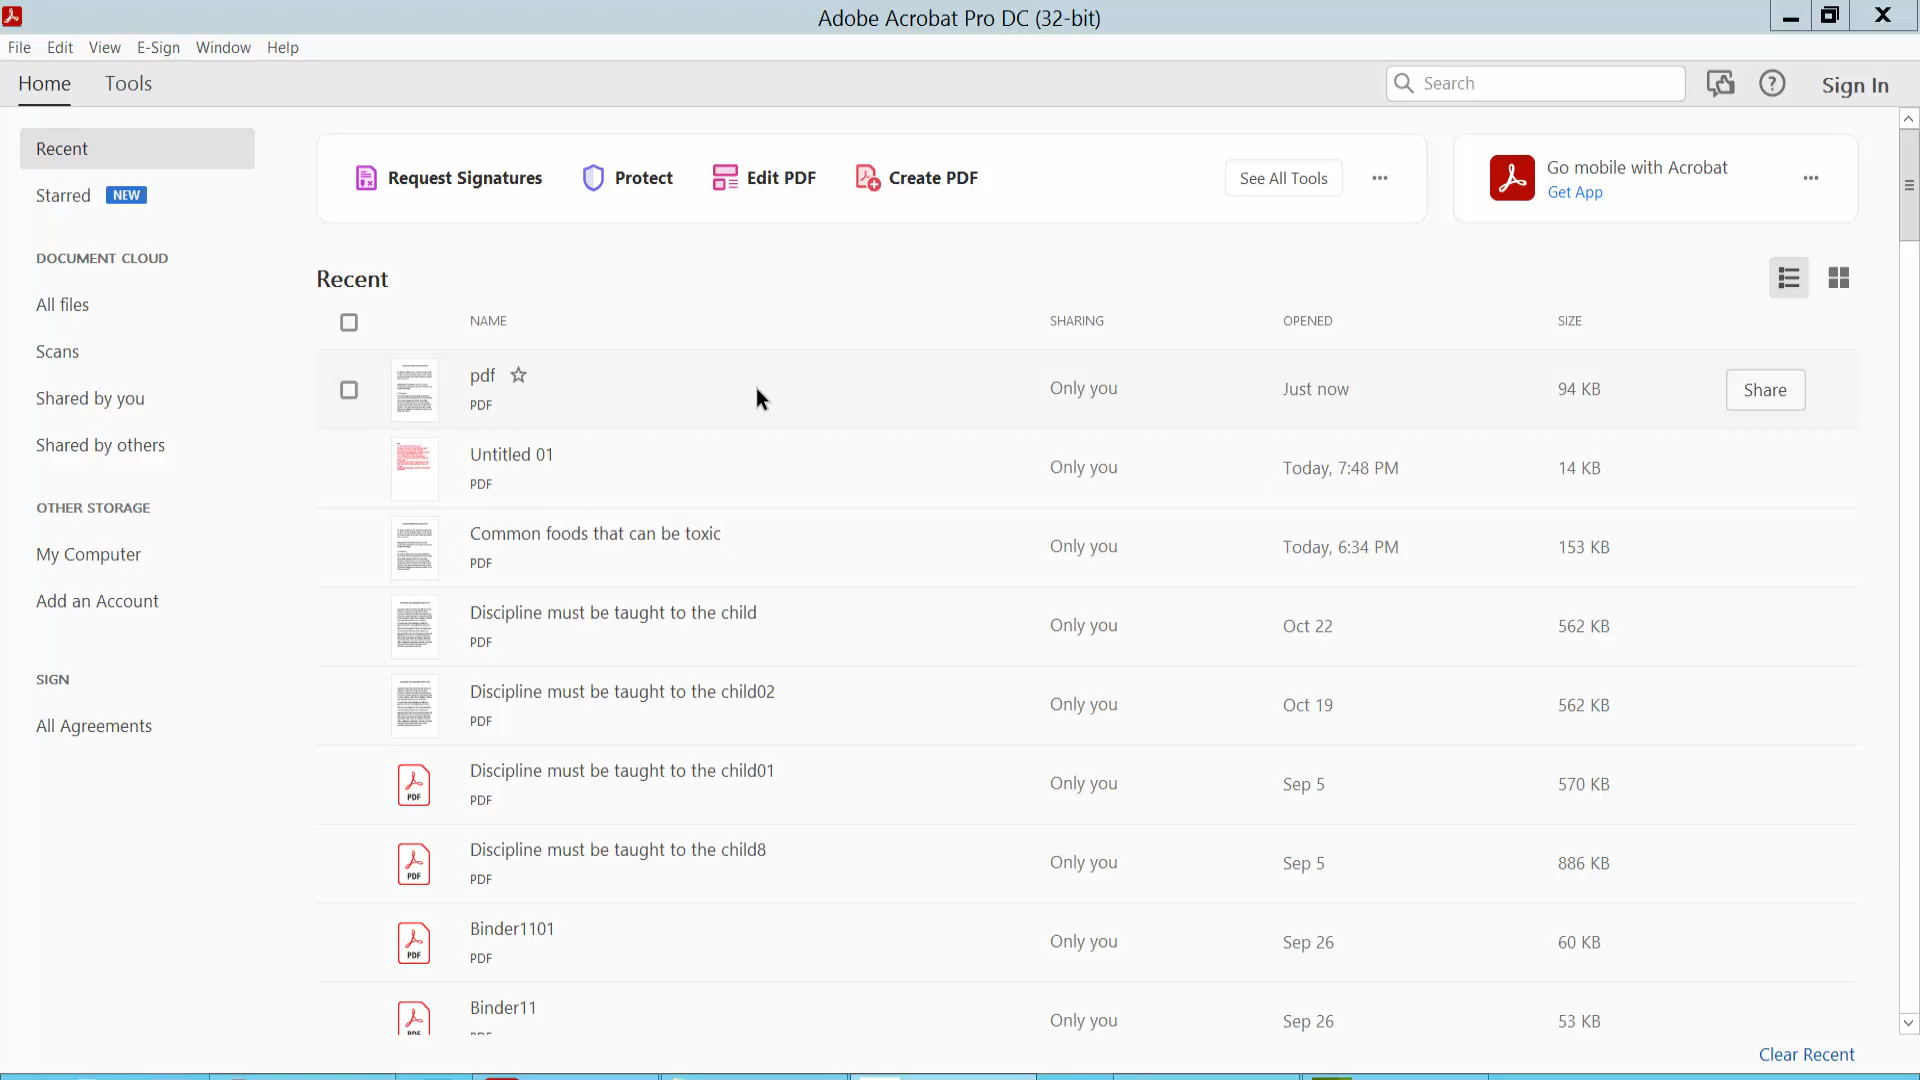 Adobe Acrobat Pro DC (32-bit)
File Edit View E-Sign Window Help
Home Tools
Search
Sign In
Recent
Starred NEW
DOCUMENT CLOUD
All files
Scans
Shared by you
Shared by others
OTHER STORAGE
My Computer
Add an Account
SIGN
All Agreements
Request Signatures Protect Edit PDF Create PDF See All Tools
Go mobile with Acrobat
Get App
Recent
NAME SHARING OPENED SIZE
pdf Only you Just now 94 KB Share
PDF
Untitled 01 Only you Today, 7:48 PM 14 KB
PDF
Common foods that can be toxic Only you Today, 6:34 PM 153 KB
PDF
Discipline must be taught to the child Only you Oct 22 562 KB
PDF
Discipline must be taught to the child02 Only you Oct 19 562 KB
PDF
PDF Discipline must be taught to the child01 Only you Sep 5 570 KB
PDF
PDF Discipline must be taught to the child8 Only you Sep 5 886 KB
PDF
PDF Binder1101 Only you Sep 26 60 KB
PDF
Binder11 Only you Sep 26 53 KB
Clear Recent